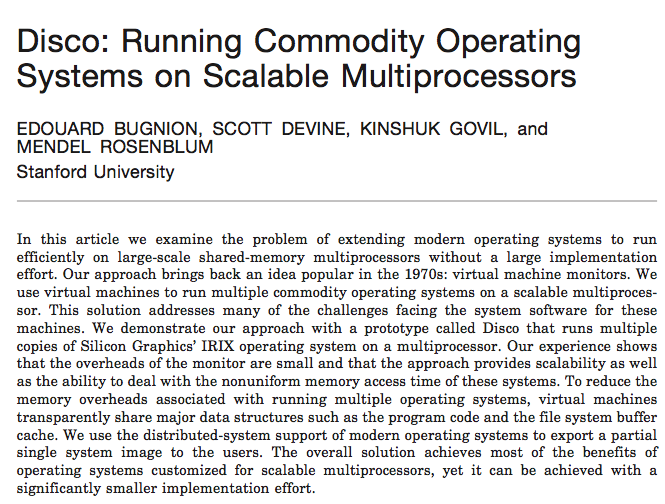 Disco: Running Commodity Operating
Systems on Scalable Multiprocessors
EDOUARD BUGNION, SCOTT DEVINE, KINSHUK GOVIL, and
MENDEL ROSENBLUM
Stanford University
In this article we examine the problem of extending modern operating systems to run
efficiently on large-scale shared-memory multiprocessors without a large implementation
effort. Our approach brings back an idea popular in the 1970s: virtual machine monitors. We
use virtual machines to run multiple commodity operating systems on a scalable multiproces-
sor. This solution addresses many of the challenges facing the system software for these
machines. We demonstrate our approach with a prototype called Disco that runs multiple
copies of Silicon Graphics' IRIX operating system on a multiprocessor. Our experience shows
that the overheads of the monitor are small and that the approach provides scalability as well
as the ability to deal with the nonuniform memory access time of these systems. To reduce the
memory overheads associated with running multiple operating systems, virtual machines
transparently share major data structures such as the program code and the file system buffer
cache. We use the distributed-system support of modern operating systems to export a partial
single system image to the users. The overall solution achieves most of the benefits of
operating systems customized for scalable multiprocessors, yet it can be achieved with a
significantly smaller implementation effort.